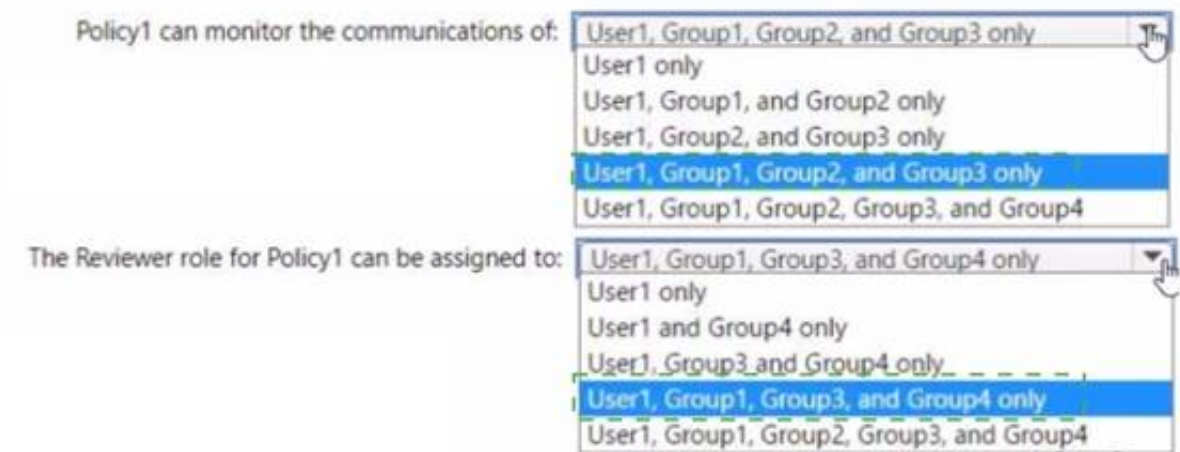 Policy1 can monitor the communications of: User1, Group1, Group2, and Group3 only
User1 only
User1, Group1, and Group2 only
User1, Group2, and Group3 only
User1, Group1, Group2, and Group3 only
User1, Group1, Group2, Group3, and Group4
The Reviewer role for Policy1 can be assigned to: User1, Group1, Group3, and Group4 only
User1 only
User1 and Group4 only
User1, Group3 and Group4 only
User1, Group1, Group3, and Group4 only
User1, Group1, Group2, Group3, and Group4